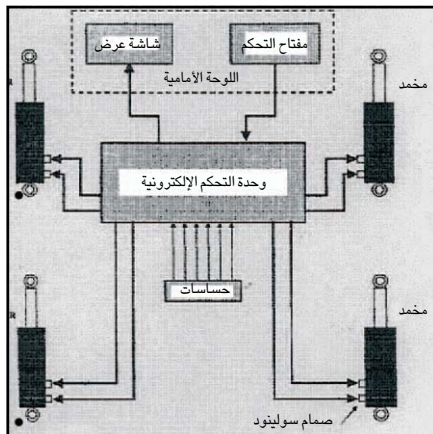 مفتاح التحكم
شاشة عرض
اللوحة الأمامية
مخمد
وحدة التحكم الإلكترونية
حساسات
مخمد
صمام سولينود